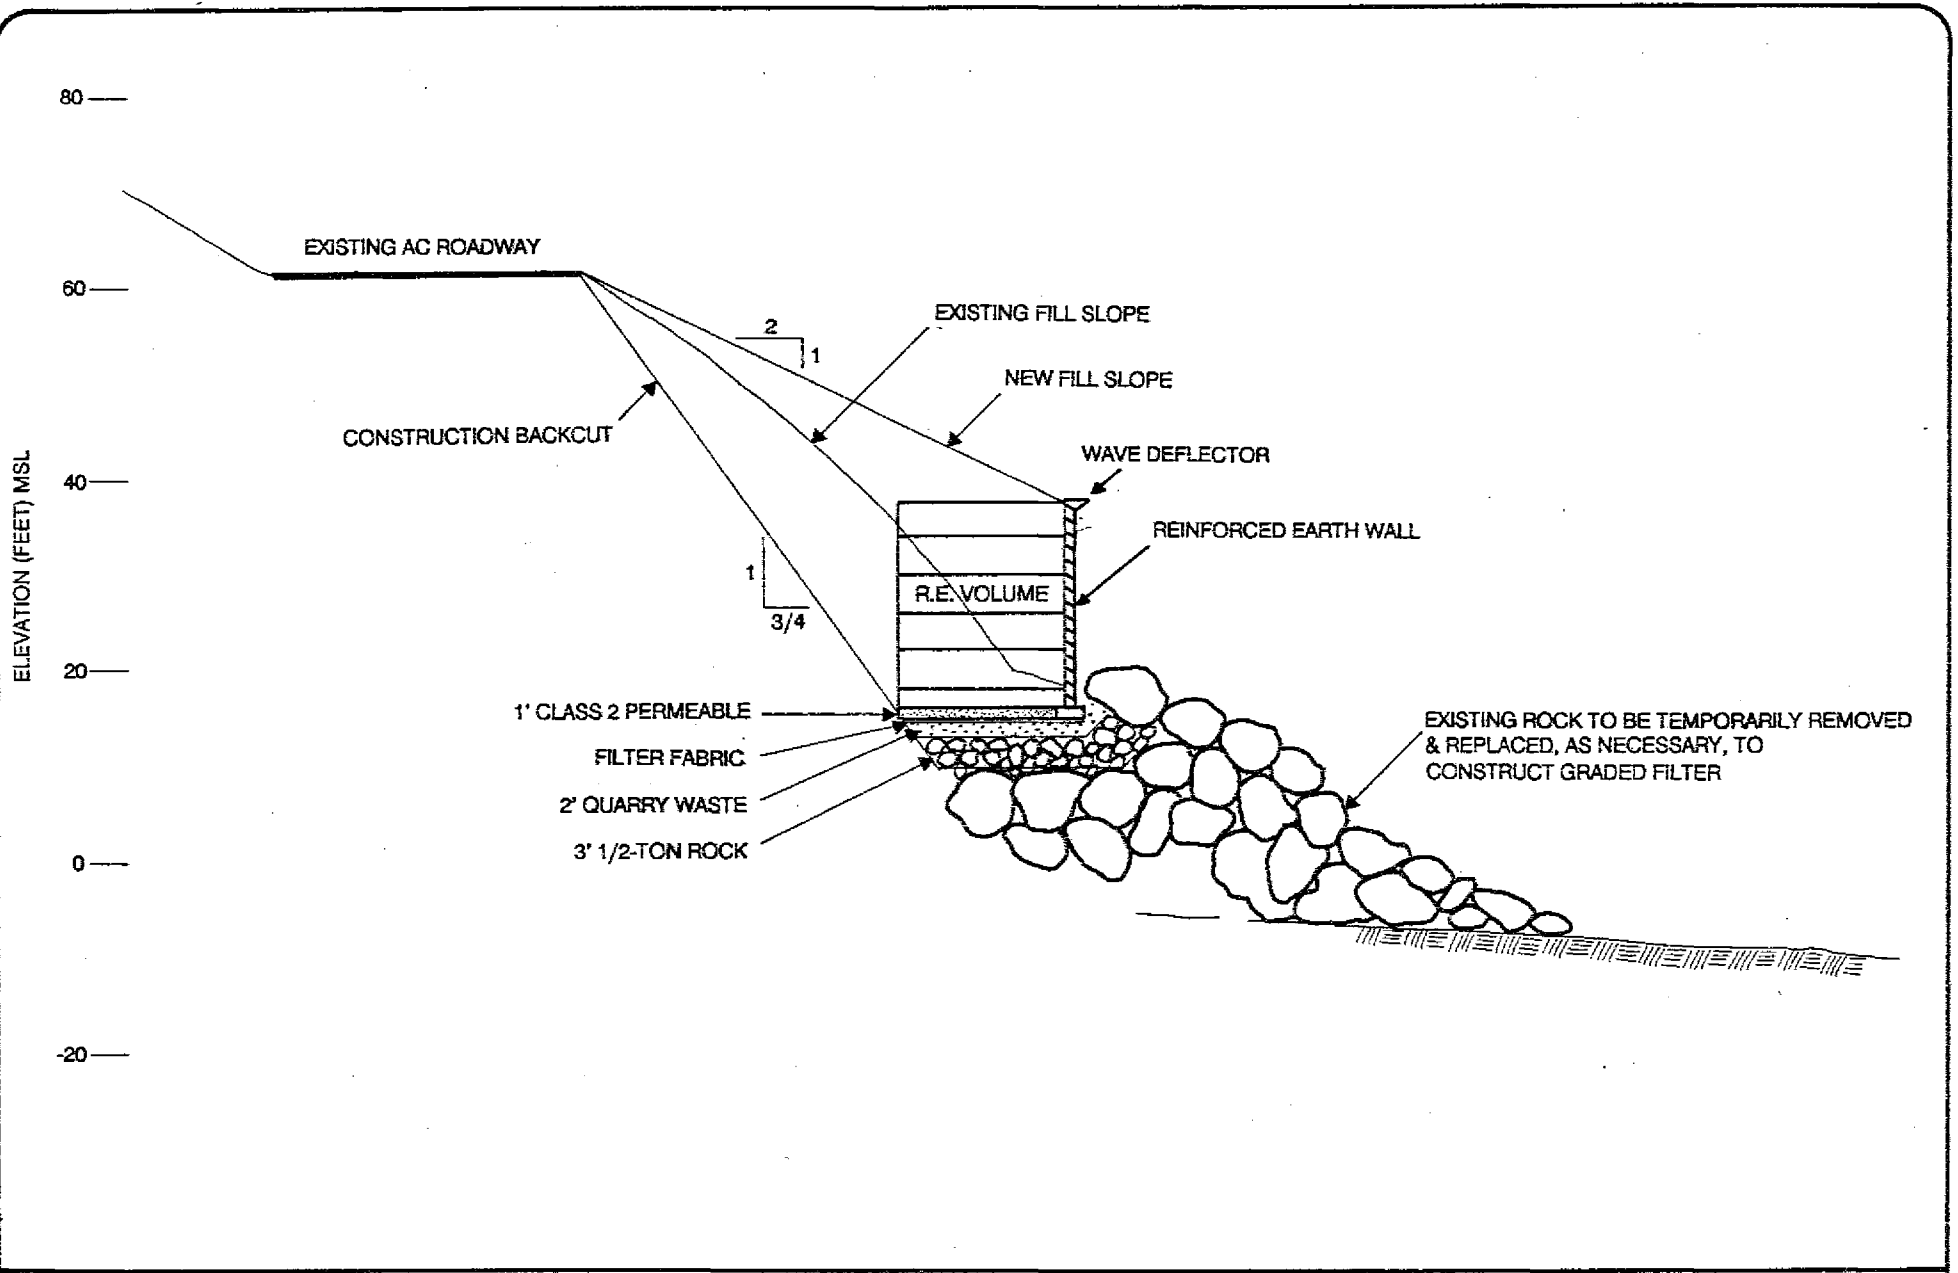 80
EXISTING AC ROADWAY
60
EXISTING FILL SLOPE
2
1
NEW FILL SLOPE
CONSTRUCTION BACKCUT
WAVE DEFLECTOR
ELEVATION (FEET) MSL
40
REINFORCED EARTH WALL
1
3/4
R.E. VOLUME
20
1' CLASS 2 PERMEABLE
EXISTING ROCK TO BE TEMPORARILY REMOVED
& REPLACED, AS NECESSARY, TO
CONSTRUCT GRADED FILTER
FILTER FABRIC
2' QUARRY WASTE
3' 1/2-TON ROCK
0
-20